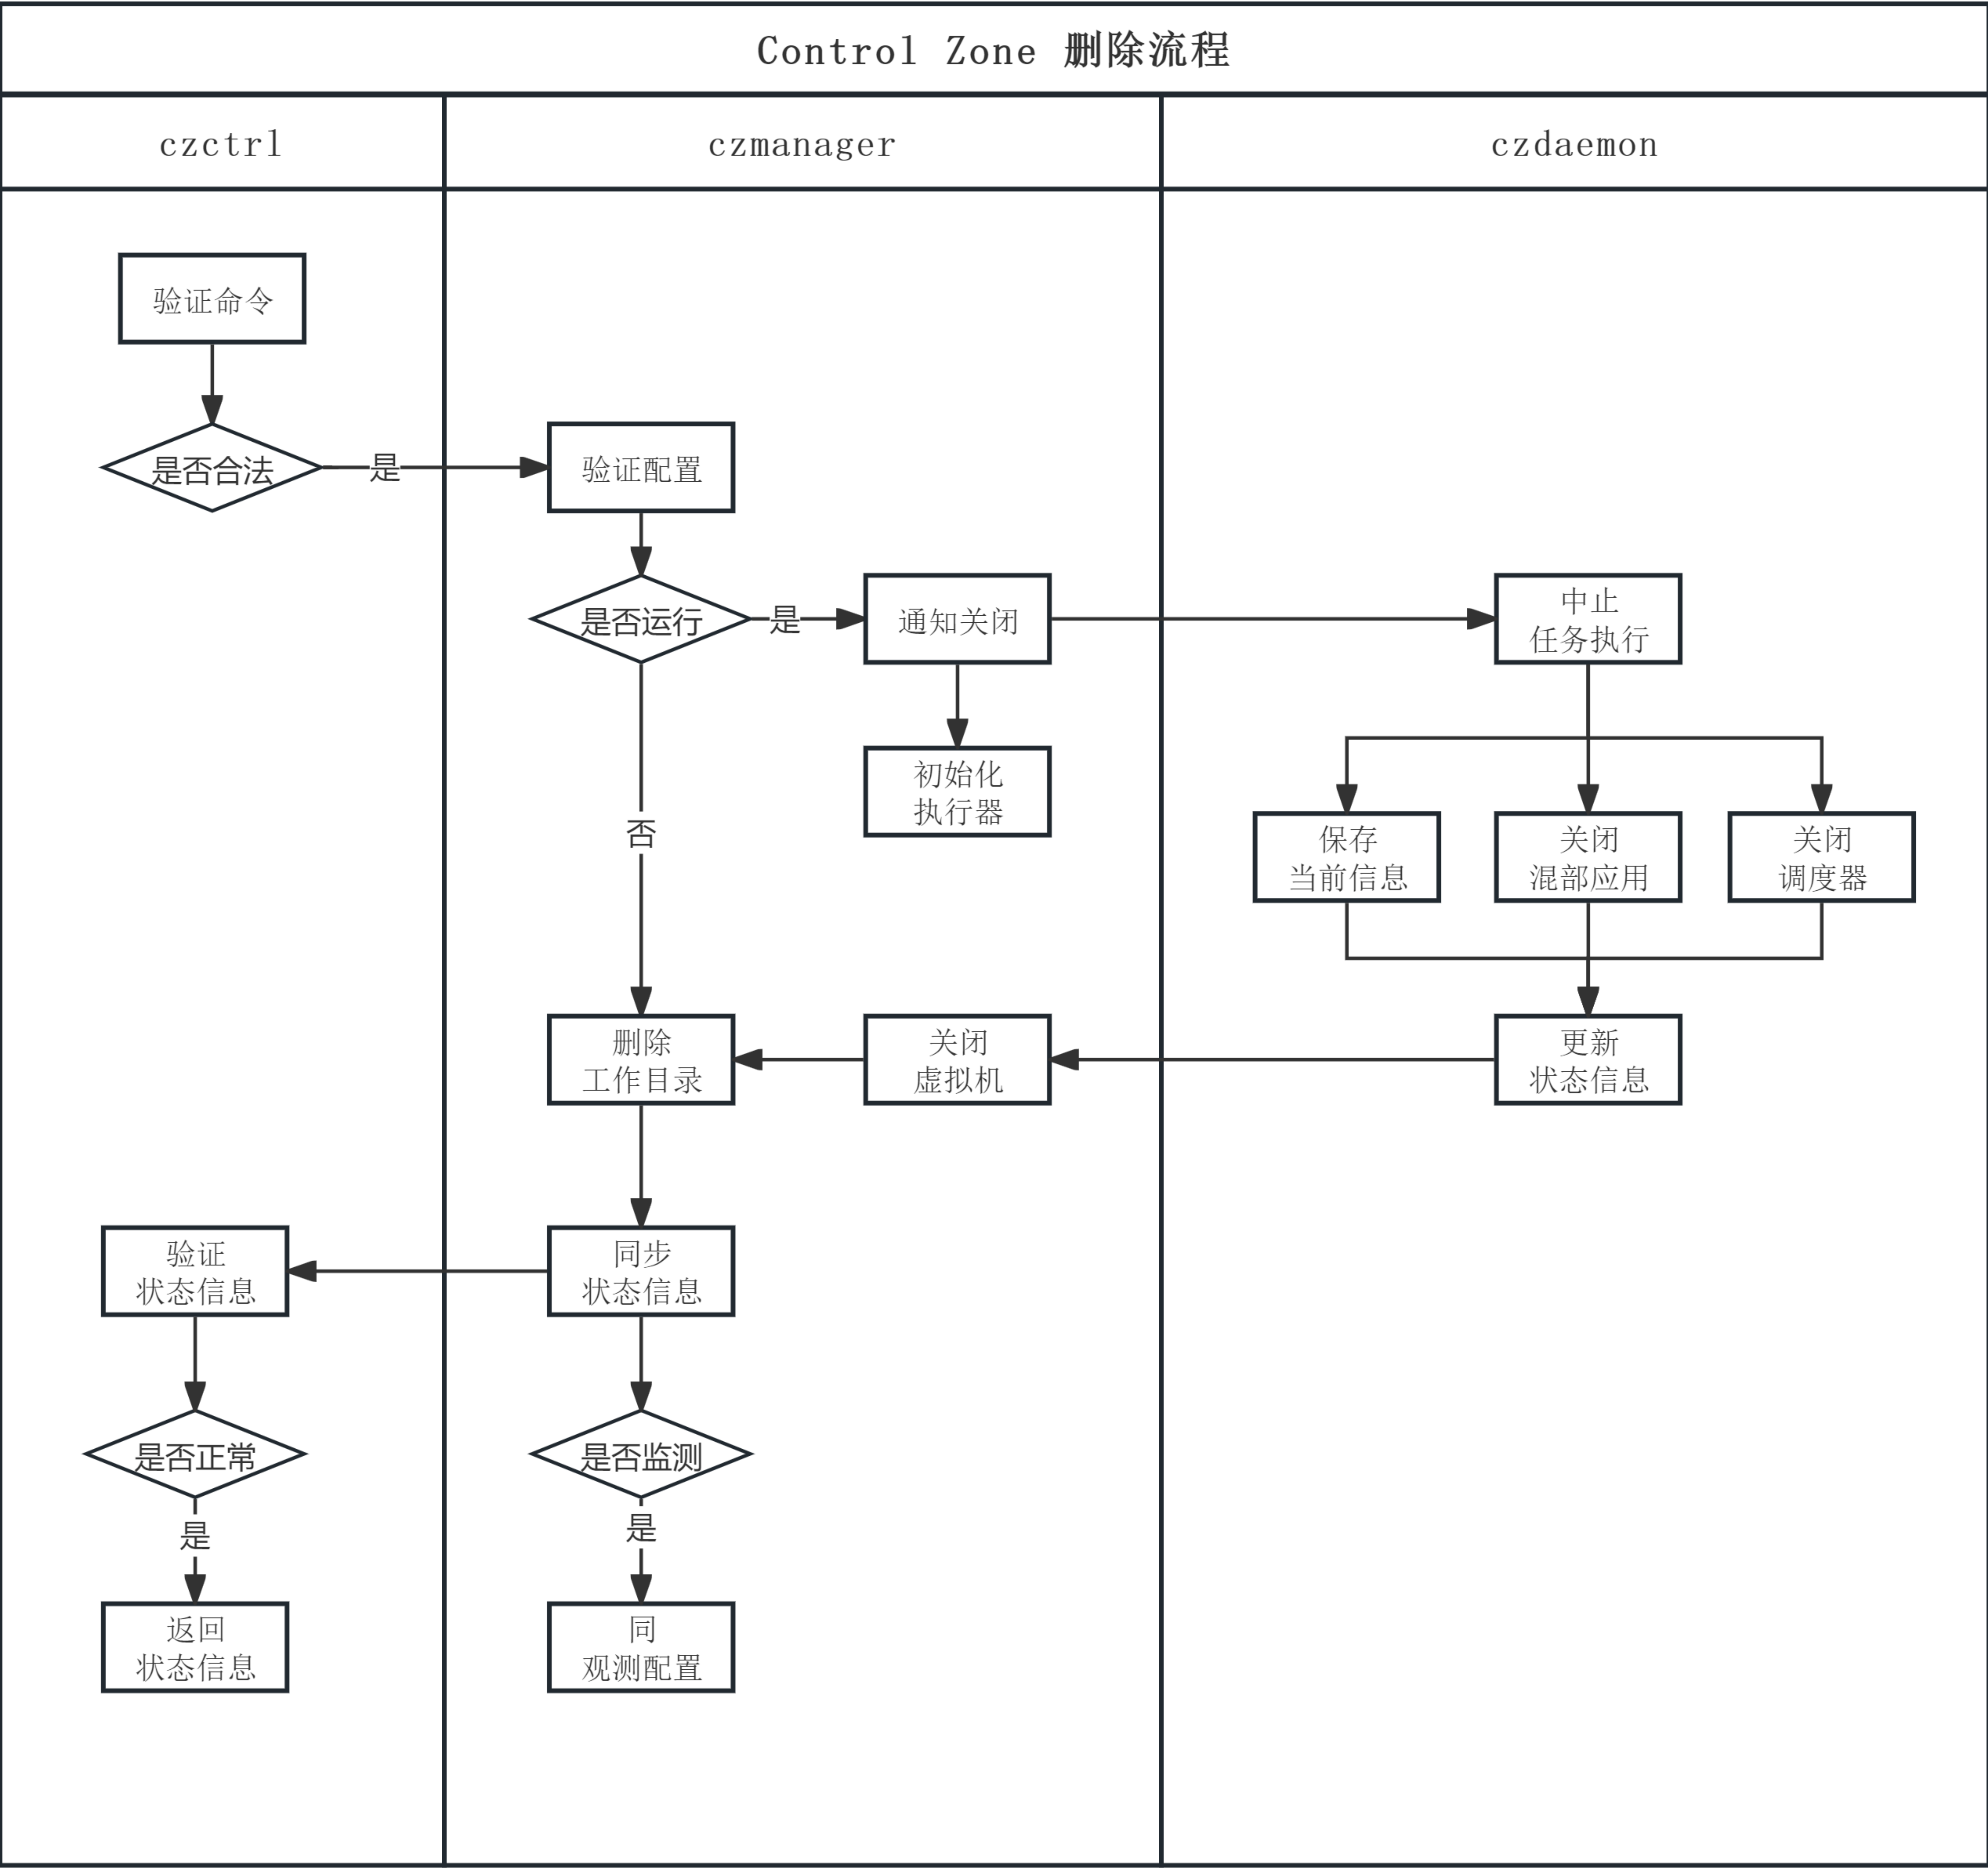 Control Zone 删除流程
czctrl
czmanager
czdaemon
验证命令
是否合法
是
验证配置
是否运行
是
通知关闭
中止
任务执行
初始化
执行器
否
保存
当前信息
关闭
混部应用
关闭
调度器
删除
工作目录
关闭
虚拟机
更新
状态信息
验证
状态信息
同步
状态信息
是否正常
是否监测
是
是
返回
状态信息
同
观测配置